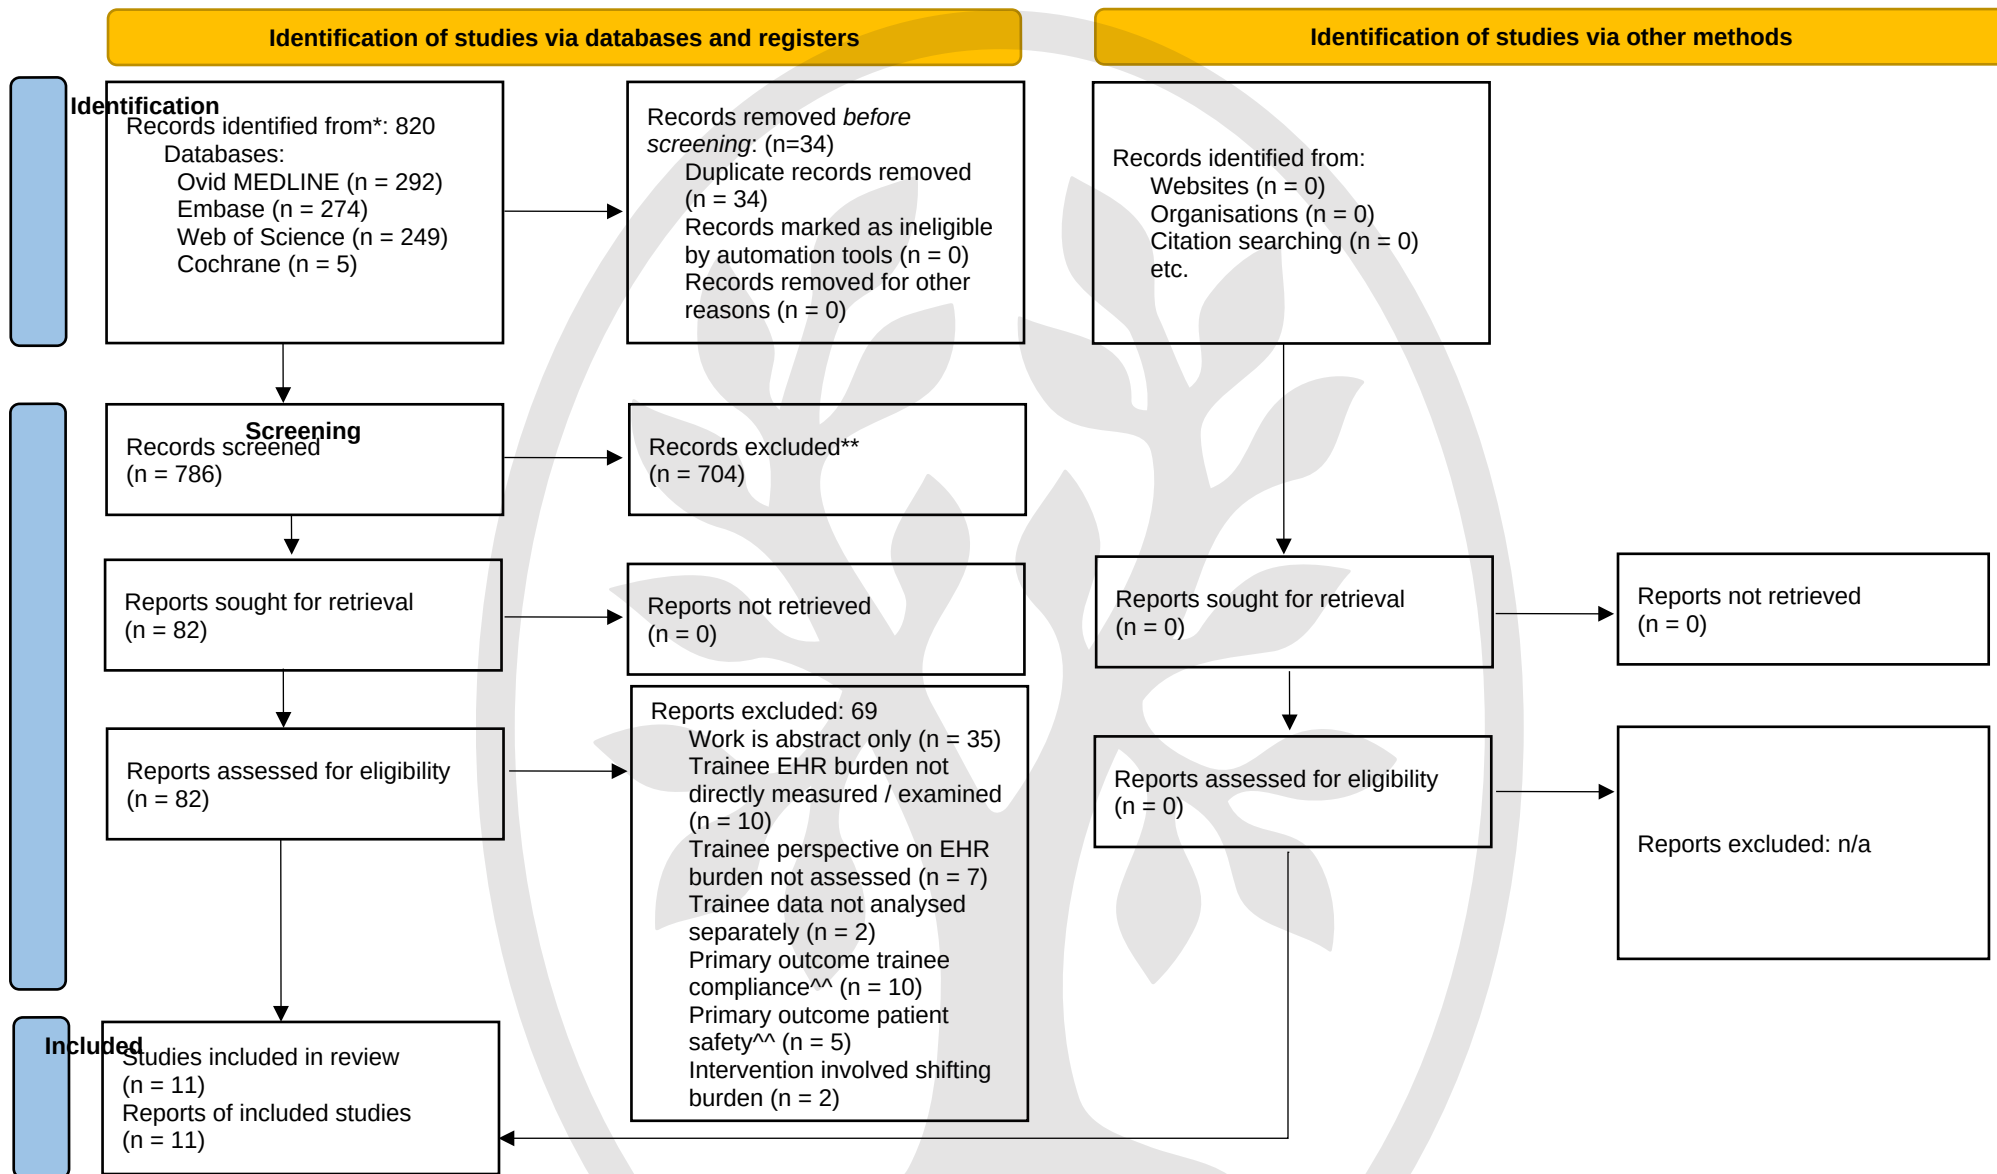 Identification of studies via databases and registers
Identification of studies via other methods
Identification
Records identified from*: 820
Databases:
Ovid MEDLINE (n = 292)
Embase (n = 274)
Web of Science (n = 249)
Cochrane (n = 5)
Records removed before
screening: (n=34)
Duplicate records removed
(n = 34)
Records marked as ineligible
by automation tools (n = 0)
Records removed for other
reasons (n = 0)
Records identified from:
Websites (n = 0)
Organisations (n = 0)
Citation searching (n = 0)
etc.
Screening
Records screened
(n = 786)
Records excluded**
(n = 704)
Reports sought for retrieval
(n = 82)
Reports not retrieved
(n = 0)
Reports sought for retrieval
(n = 0)
Reports not retrieved
(n = 0)
Reports assessed for eligibility
(n = 82)
Reports excluded: 69
Work is abstract only (n = 35)
Trainee EHR burden not
directly measured / examined
(n = 10)
Trainee perspective on EHR
burden not assessed (n = 7)
Trainee data not analysed
separately (n = 2)
Primary outcome trainee
compliance^^ (n = 10)
Primary outcome patient
safety^^ (n = 5)
Intervention involved shifting
burden (n = 2)
Reports assessed for eligibility
(n = 0)
Reports excluded: n/a
Included
Studies included in review
(n = 11)
Reports of included studies
(n = 11)